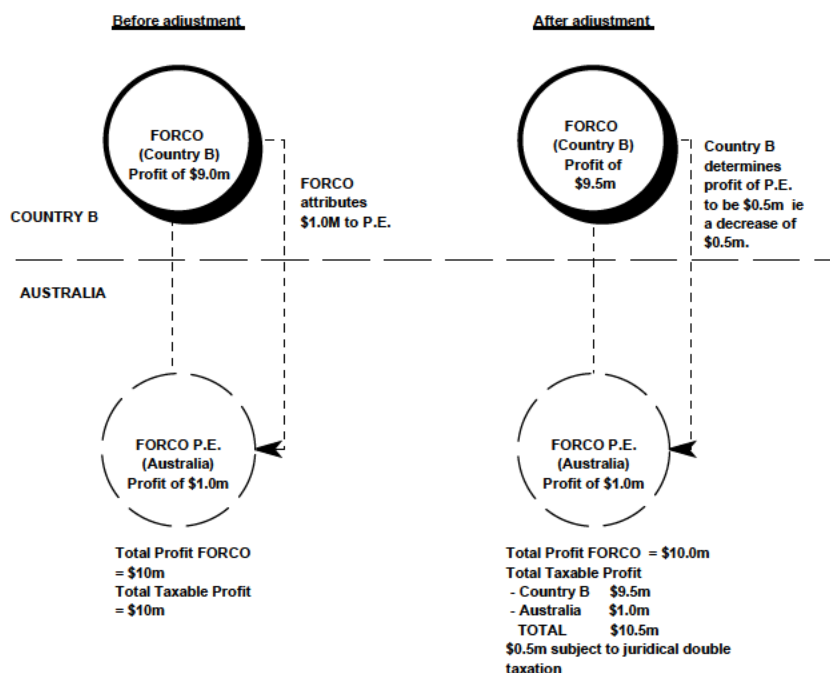 Before adjustment
After adjustment
FORCO
(Country B)
Profit of $9.0m
FORCO
attributes
$1.0M to P.E.
FORCO
(Country B)
Profit of
$9.5m
Country B
determines
profit of P.E.
to be $0.5m ie
a decrease of
$0.5m.
COUNTRY B
AUSTRALIA
FORCO P.E.
(Australia)
Profit of $1.0m
FORCO P.E.
(Australia)
Profit of $1.0m
Total Profit FORCO
= $10m
Total Taxable Profit
= $10m
Total Profit FORCO = $10.0m
Total Taxable Profit
- Country B $9.5m
- Australia $1.0m
TOTAL $10.5m
$0.5m subject to juridical double
taxation